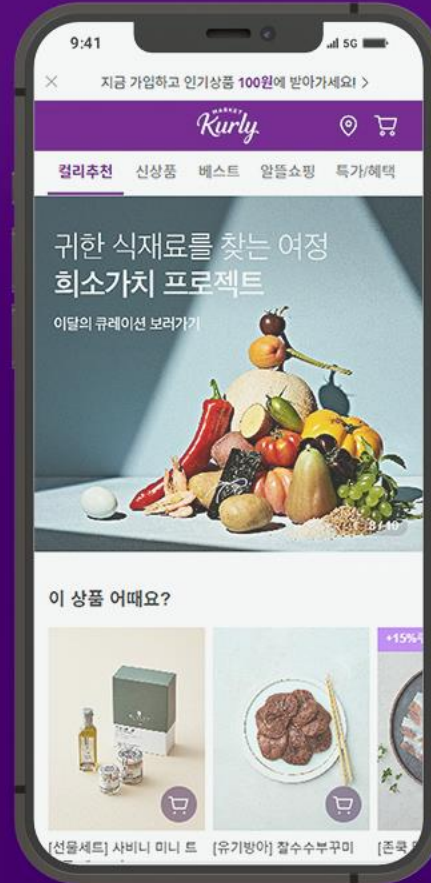 9:41
5G
지금 가입하고 인기상품 100원에 받아가세요! >
MARKET
Kurly
컬리추천 신상품 베스트 알뜰쇼핑 특가/혜택
귀한 식재료를 찾는 여정
희소가치 프로젝트
이달의 큐레이션 보러가기
이 상품 어때요?
+15%
[선물세트] 사비니 미니 트
[유기방아] 찰수수부꾸미
[존쿡